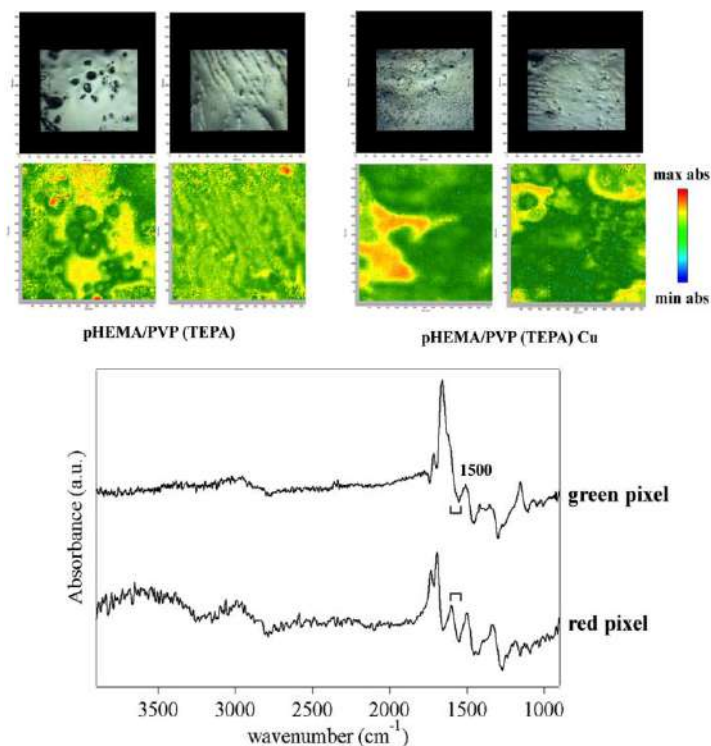 max abs
min abs
pHEMA/PVP (TEPA)
pHEMA/PVP (TEPA) Cu
Absorbance (a.u.)
1500
green pixel
red pixel
3500
3000
2500
2000
1500
1000
wavenumber (cm⁻¹)